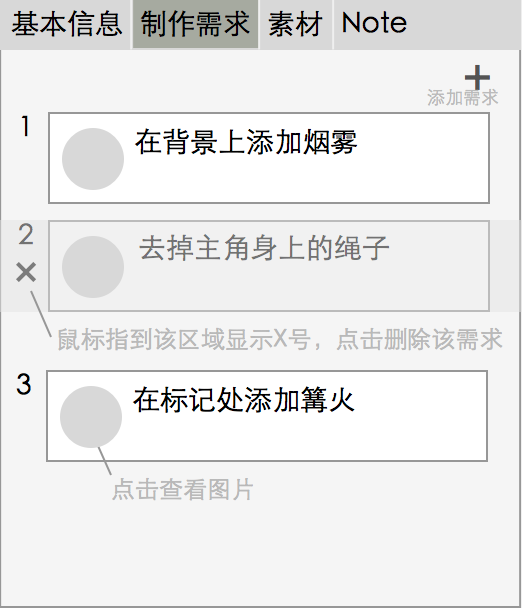 基本信息 制作需求 素材 Note
添加需求
1 在背景上添加烟雾
2 去掉主角身上的绳子
鼠标指到该区域显示X号，点击删除该需求
3 在标记处添加篝火
点击查看图片